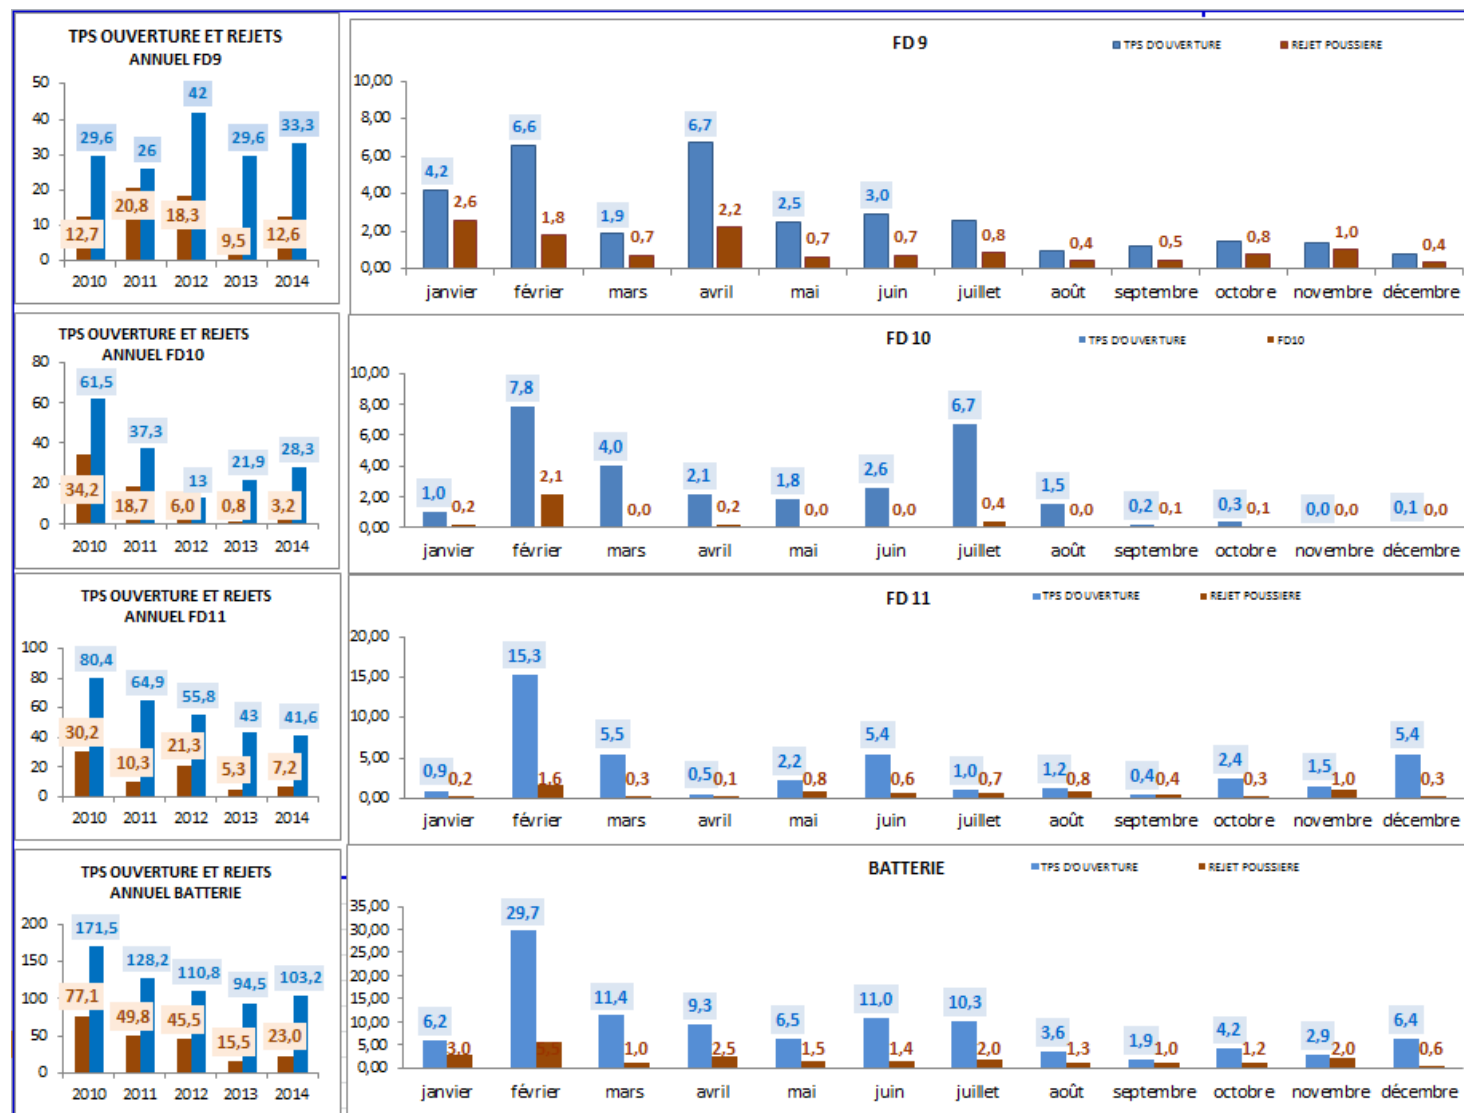 TPS OUVERTURE ET REJETS
ANNUEL FD9
50
40
30
20
10
0
29,6
26
42
29,6
33,3
12,7
20,8
18,3
9,5
12,6
2010 2011 2012 2013 2014
FD 9
TPS D'OUVERTURE REJET POUSSIERE
10,00
8,00
6,00
4,00
2,00
0,00
4,2 6,6 1,9 6,7 2,5 3,0
2,6 1,8 0,7 2,2 0,7 0,7 0,8 0,4 0,5 0,8 1,0 0,4
janvier février mars avril mai juin juillet août septembre octobre novembre décembre
TPS OUVERTURE ET REJETS
ANNUEL FD10
80
60
40
20
0
61,5
37,3
13
21,9
28,3
34,2
18,7
6,0
0,8
3,2
2010 2011 2012 2013 2014
FD 10
TPS D'OUVERTURE FD10
10,00
8,00
6,00
4,00
2,00
0,00
1,0 7,8 4,0 2,1 1,8 2,6 6,7 1,5 0,2 0,3 0,0 0,1
0,2 2,1 0,0 0,2 0,0 0,0 0,4 0,0 0,1 0,1 0,0 0,0
janvier février mars avril mai juin juillet août septembre octobre novembre décembre
TPS OUVERTURE ET REJETS
ANNUEL FD11
100
80
60
40
20
0
80,4
64,9
55,8
43
41,6
30,2
10,3
21,3
5,3
7,2
2010 2011 2012 2013 2014
FD 11
TPS D'OUVERTURE REJET POUSSIERE
20,00
15,00
10,00
5,00
0,00
0,9 15,3 5,5 0,5 2,2 5,4 1,0 1,2 0,4 2,4 1,5 5,4
0,2 1,6 0,3 0,1 0,8 0,6 0,7 0,8 0,4 0,3 1,0 0,3
janvier février mars avril mai juin juillet août septembre octobre novembre décembre
TPS OUVERTURE ET REJETS
ANNUEL BATTERIE
200
150
100
50
0
171,5
128,2
110,8
94,5
103,2
77,1
49,8
45,5
15,5
23,0
2010 2011 2012 2013 2014
BATTERIE
TPS D'OUVERTURE REJET POUSSIERE
35,00
30,00
25,00
20,00
15,00
10,00
5,00
0,00
6,2 29,7 11,4 9,3 6,5 11,0 10,3 3,6 1,9 4,2 2,9 6,4
3,0 5,5 1,0 2,5 1,5 1,4 2,0 1,3 1,0 1,2 2,0 0,6
janvier février mars avril mai juin juillet août septembre octobre novembre décembre